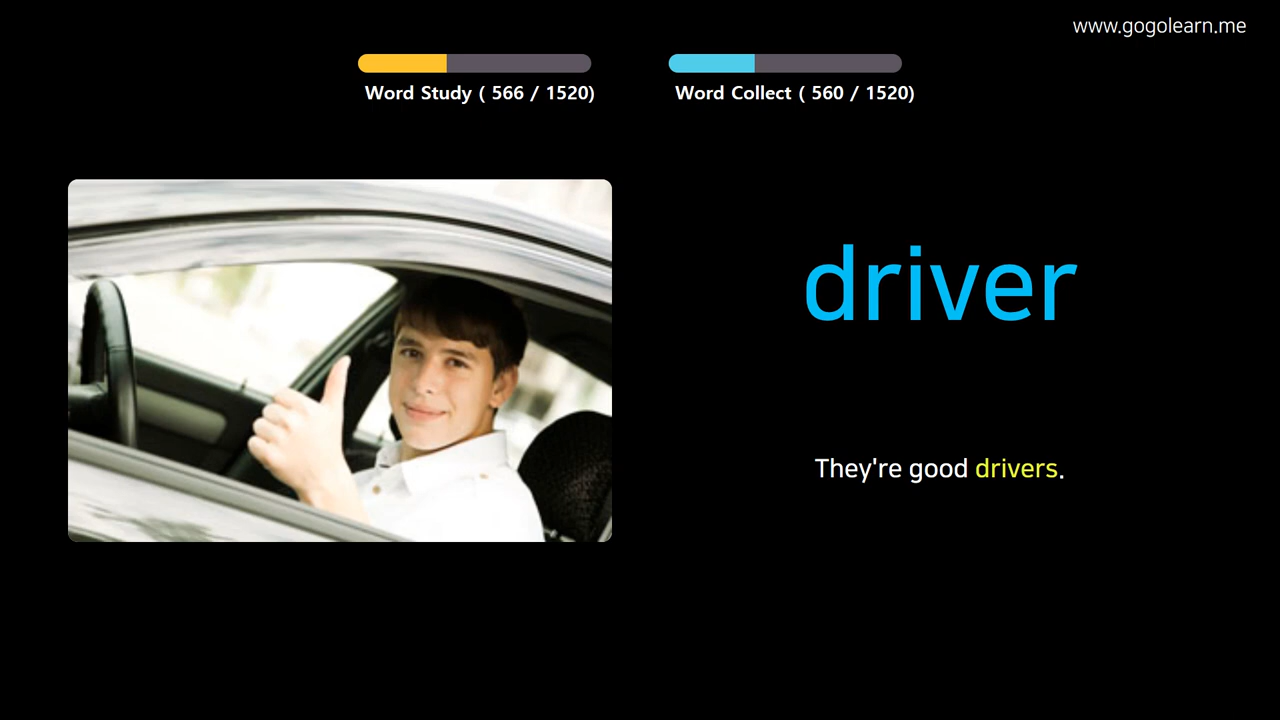 www.gogolearn.me
Word Study ( 566 / 1520)
Word Collect ( 560 / 1520)
driver
They're good drivers.